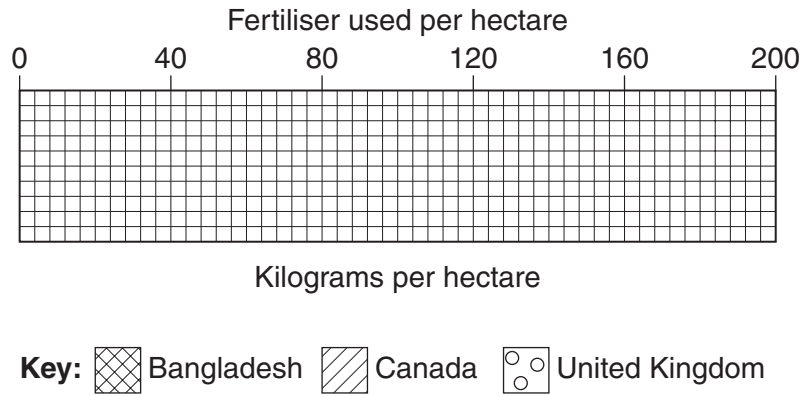 Fertiliser used per hectare
0 40 80 120 160 200
Kilograms per hectare
Key: Bangladesh Canada United Kingdom